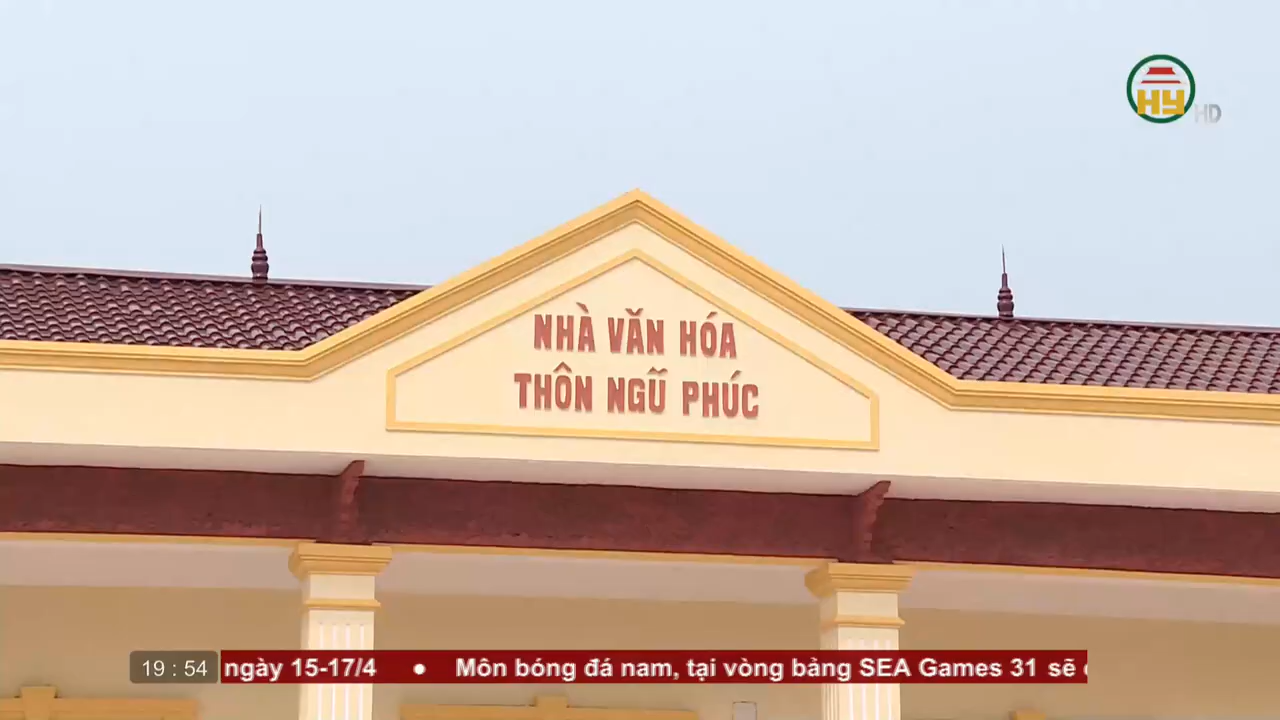 HY HD
NHÀ VĂN HÓA
THÔN NGŨ PHÚC
19 : 54 ngày 15-17/4 • Môn bóng đá nam, tại vòng bảng SEA Games 31 sẽ